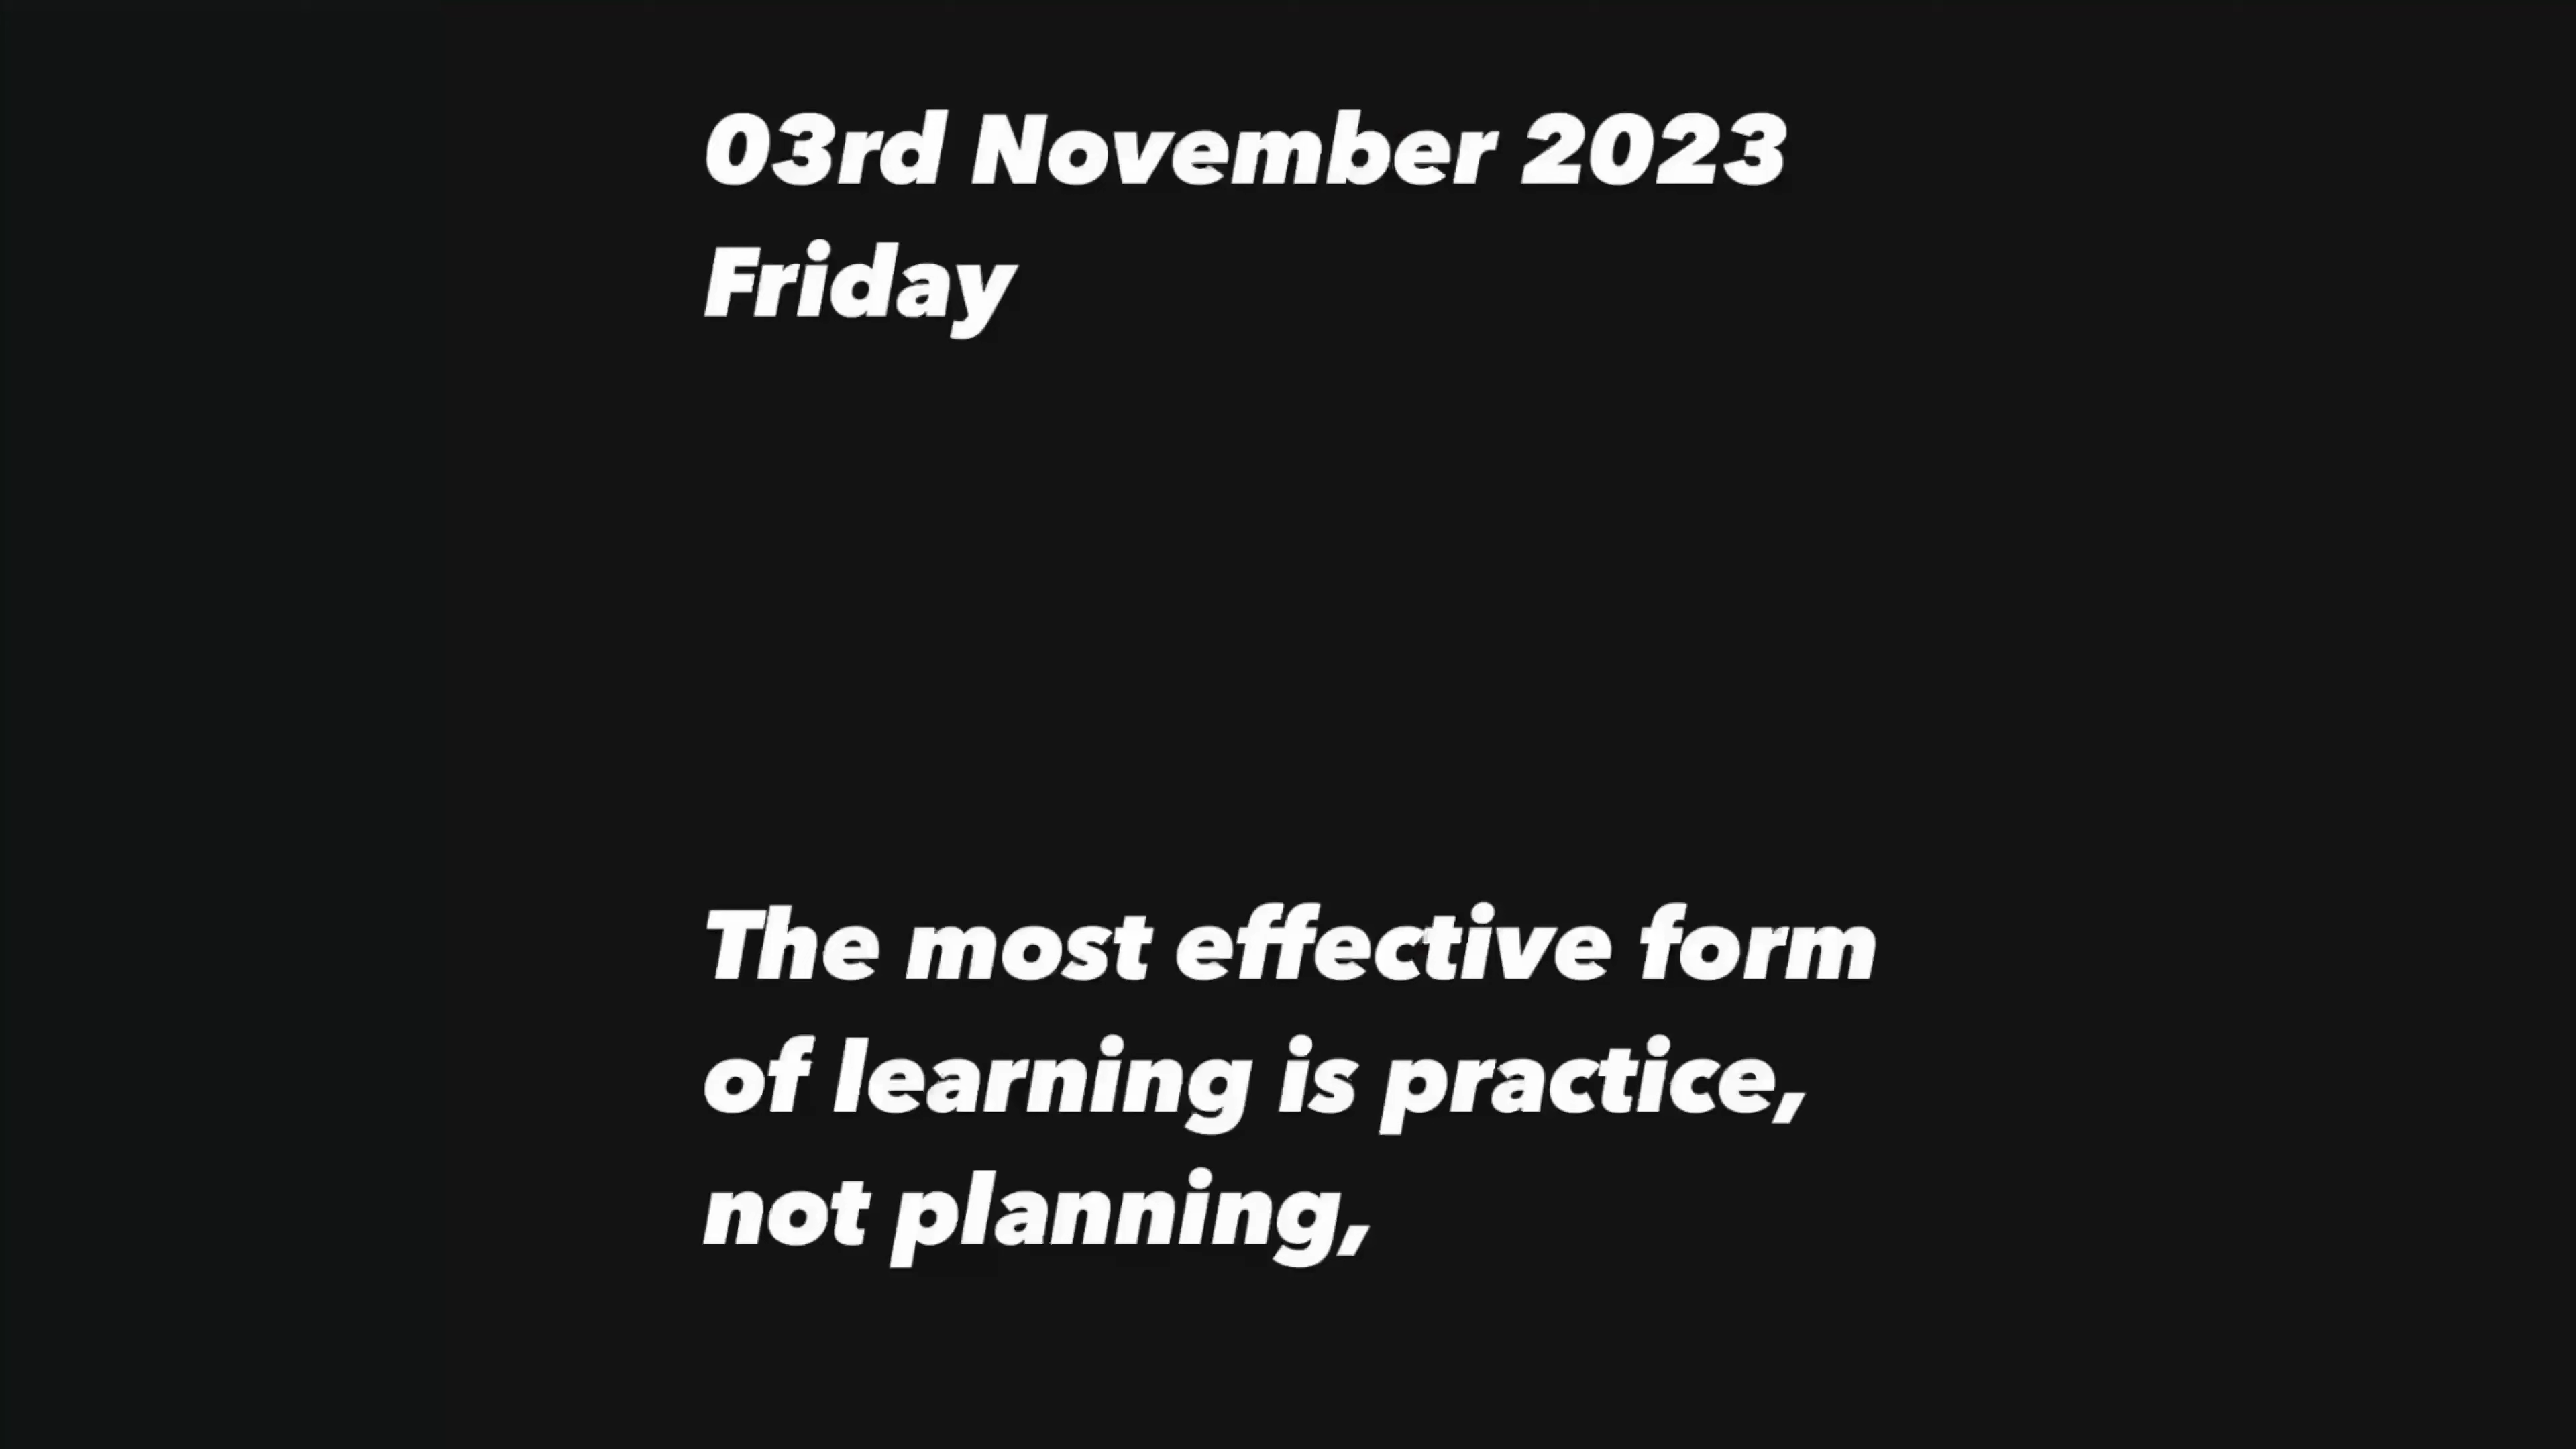 03rd November 2023
Friday
The most effective form
of learning is practice,
not planning,